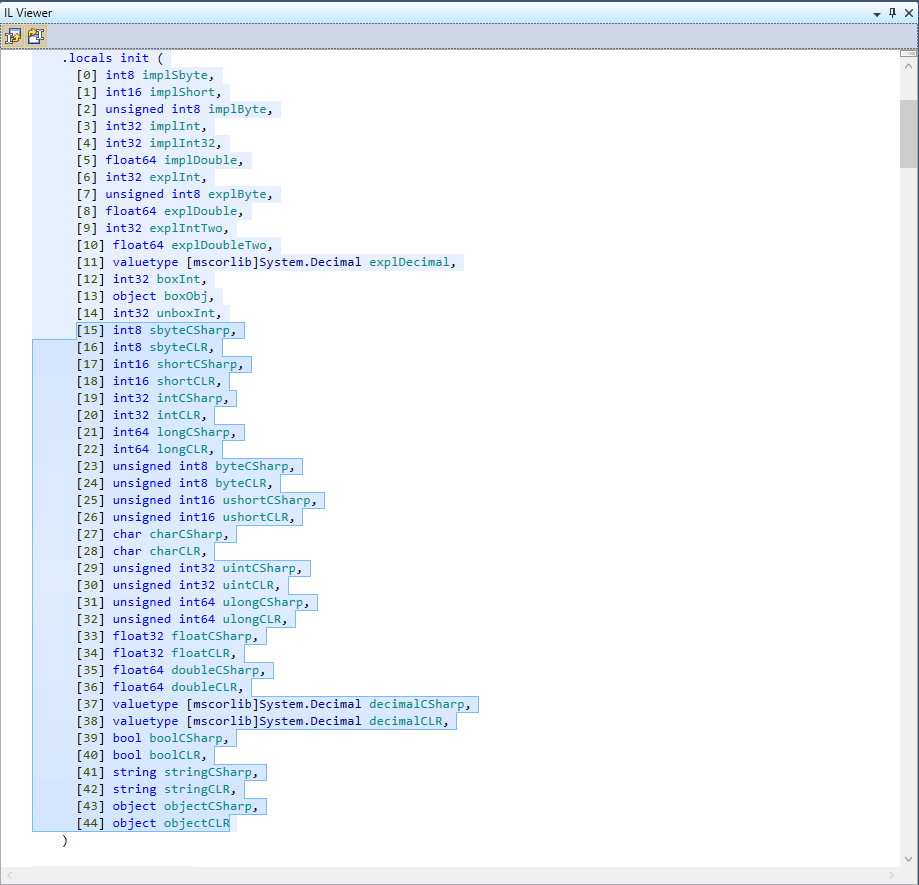 IL Viewer
.locals init (
[0] int8 implSbyte,
[1] int16 implShort,
[2] unsigned int8 implByte,
[3] int32 implInt,
[4] int32 implInt32,
[5] float64 implDouble,
[6] int32 explInt,
[7] unsigned int8 explByte,
[8] float64 explDouble,
[9] int32 explIntTwo,
[10] float64 explDoubleTwo,
[11] valuetype [mscorlib]System.Decimal explDecimal,
[12] int32 boxInt,
[13] object boxObj,
[14] int32 unboxInt,
[15] int8 sbyteCSharp,
[16] int8 sbyteCLR,
[17] int16 shortCSharp,
[18] int16 shortCLR,
[19] int32 intCSharp,
[20] int32 intCLR,
[21] int64 longCSharp,
[22] int64 longCLR,
[23] unsigned int8 byteCSharp,
[24] unsigned int8 byteCLR,
[25] unsigned int16 ushortCSharp,
[26] unsigned int16 ushortCLR,
[27] char charCSharp,
[28] char charCLR,
[29] unsigned int32 uintCSharp,
[30] unsigned int32 uintCLR,
[31] unsigned int64 ulongCSharp,
[32] unsigned int64 ulongCLR,
[33] float32 floatCSharp,
[34] float32 floatCLR,
[35] float64 doubleCSharp,
[36] float64 doubleCLR,
[37] valuetype [mscorlib]System.Decimal decimalCSharp,
[38] valuetype [mscorlib]System.Decimal decimalCLR,
[39] bool boolCSharp,
[40] bool boolCLR,
[41] string stringCSharp,
[42] string stringCLR,
[43] object objectCSharp,
[44] object objectCLR
)